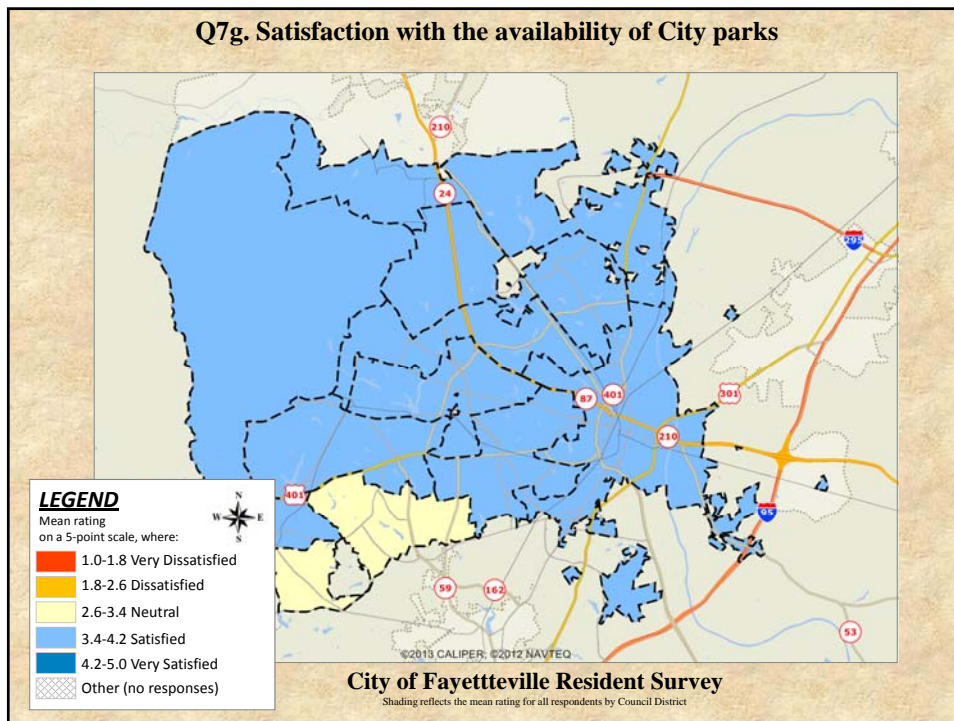 Q7g. Satisfaction with the availability of City parks
210
24
295
87
401
301
210
401
95
59
162
53
LEGEND
Mean rating
on a 5-point scale, where:
N
W E
S
1.0-1.8 Very Dissatisfied
1.8-2.6 Dissatisfied
2.6-3.4 Neutral
3.4-4.2 Satisfied
4.2-5.0 Very Satisfied
Other (no responses)
©2013 CALIPER; ©2012 NAVTEQ
City of Fayettteville Resident Survey
Shading reflects the mean rating for all respondents by Council District